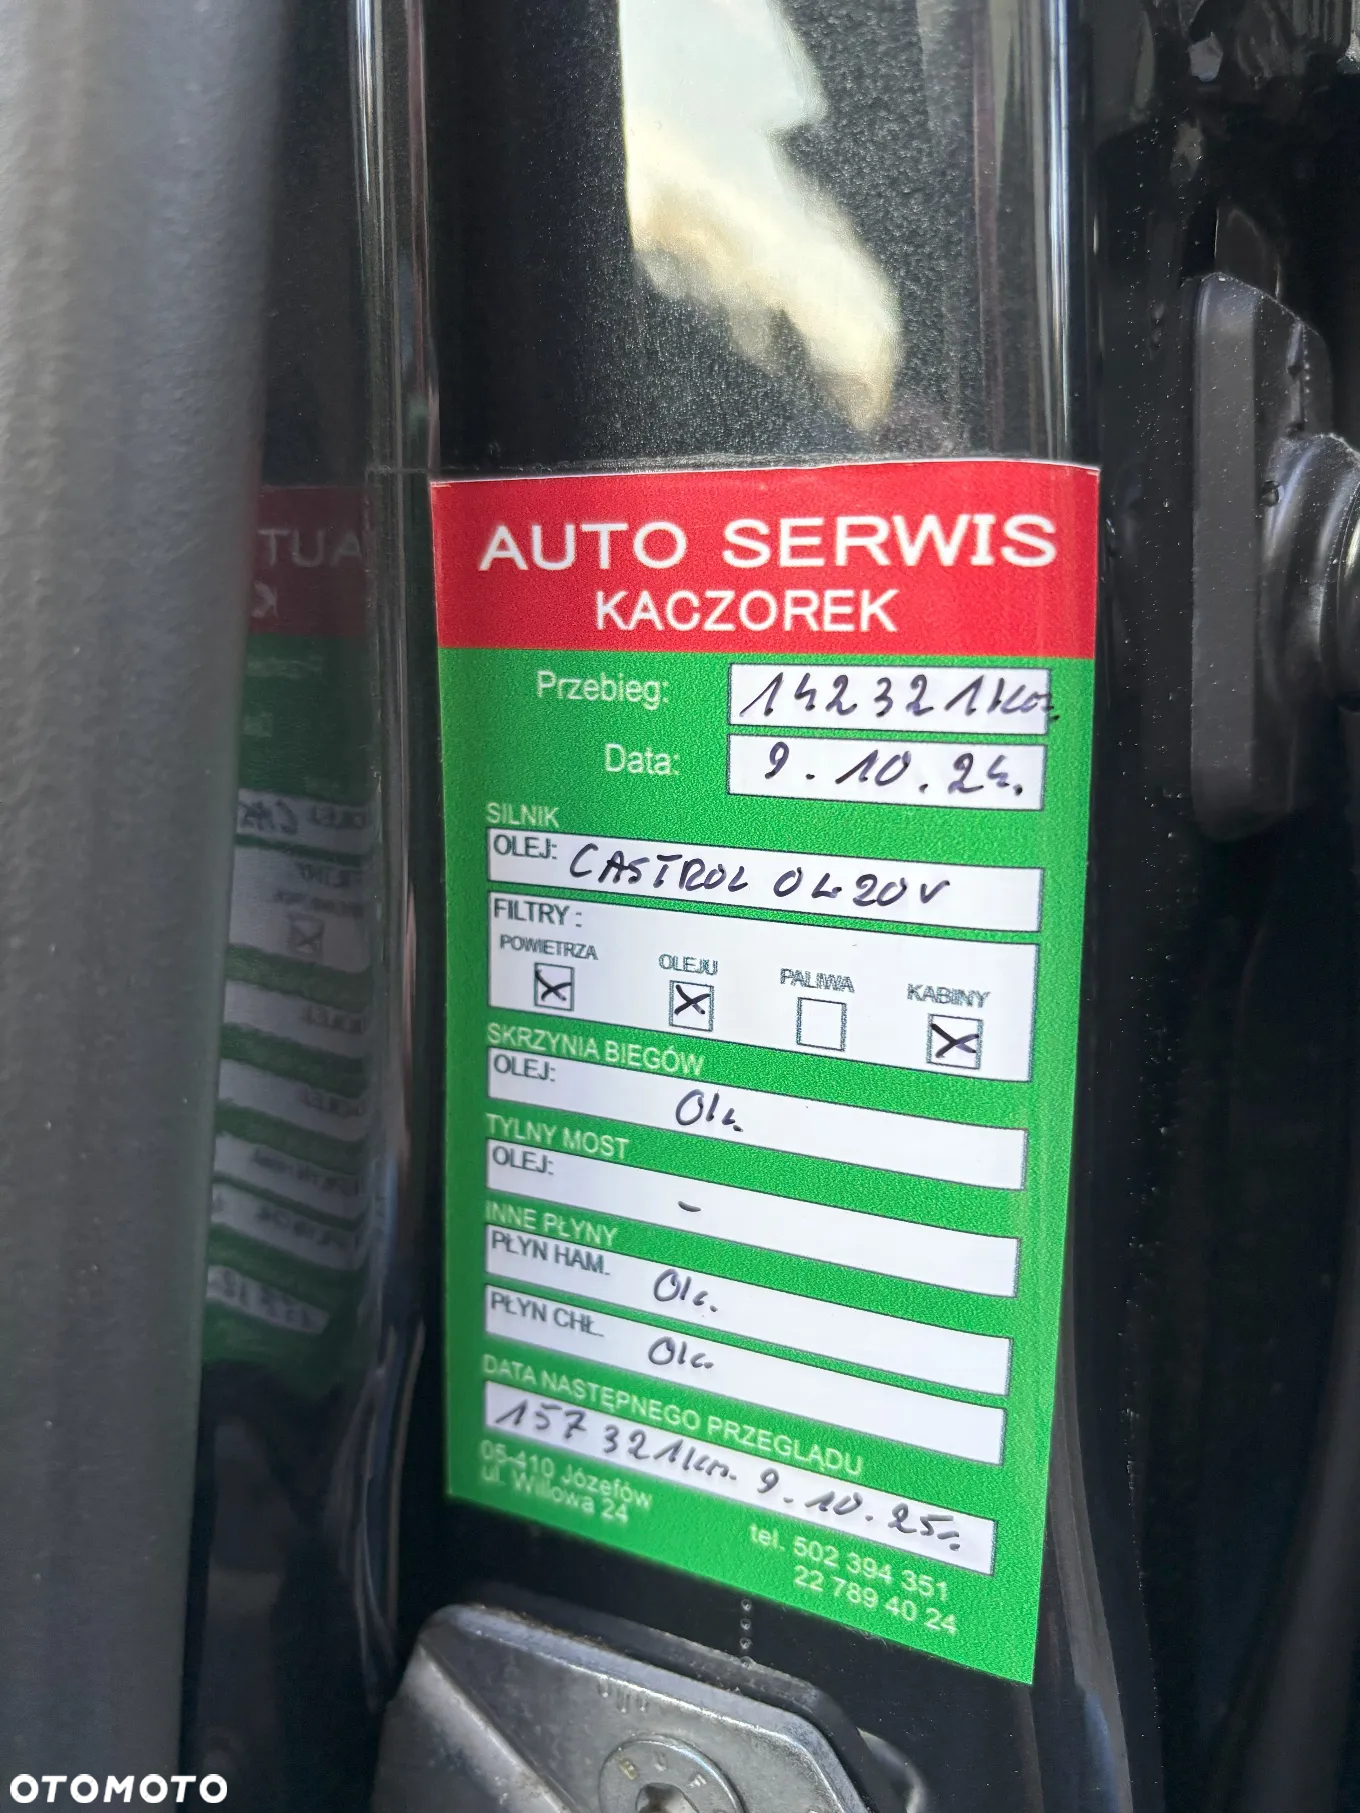 AUTO SERWIS
KACZOREK
Przebieg: 142321km
Data: 9.10.24.
SILNIK
OLEJ: CASTROL 0W20V
FILTRY:
POWIETRZA OLEJU PALIWA KABINY
SKRZYNIA BIEGÓW
OLEJ: Ok.
TYLNY MOST
OLEJ: -
INNE PŁYNY
PŁYN HAM. Ok.
PŁYN CHŁ. Ok.
DATA NASTĘPNEGO PRZEGLĄDU
157321km. 9.10.25r.
05-410 Józefów
ul. Willowa 24
tel. 502 394 351
22 789 40 24
OTOMOTO